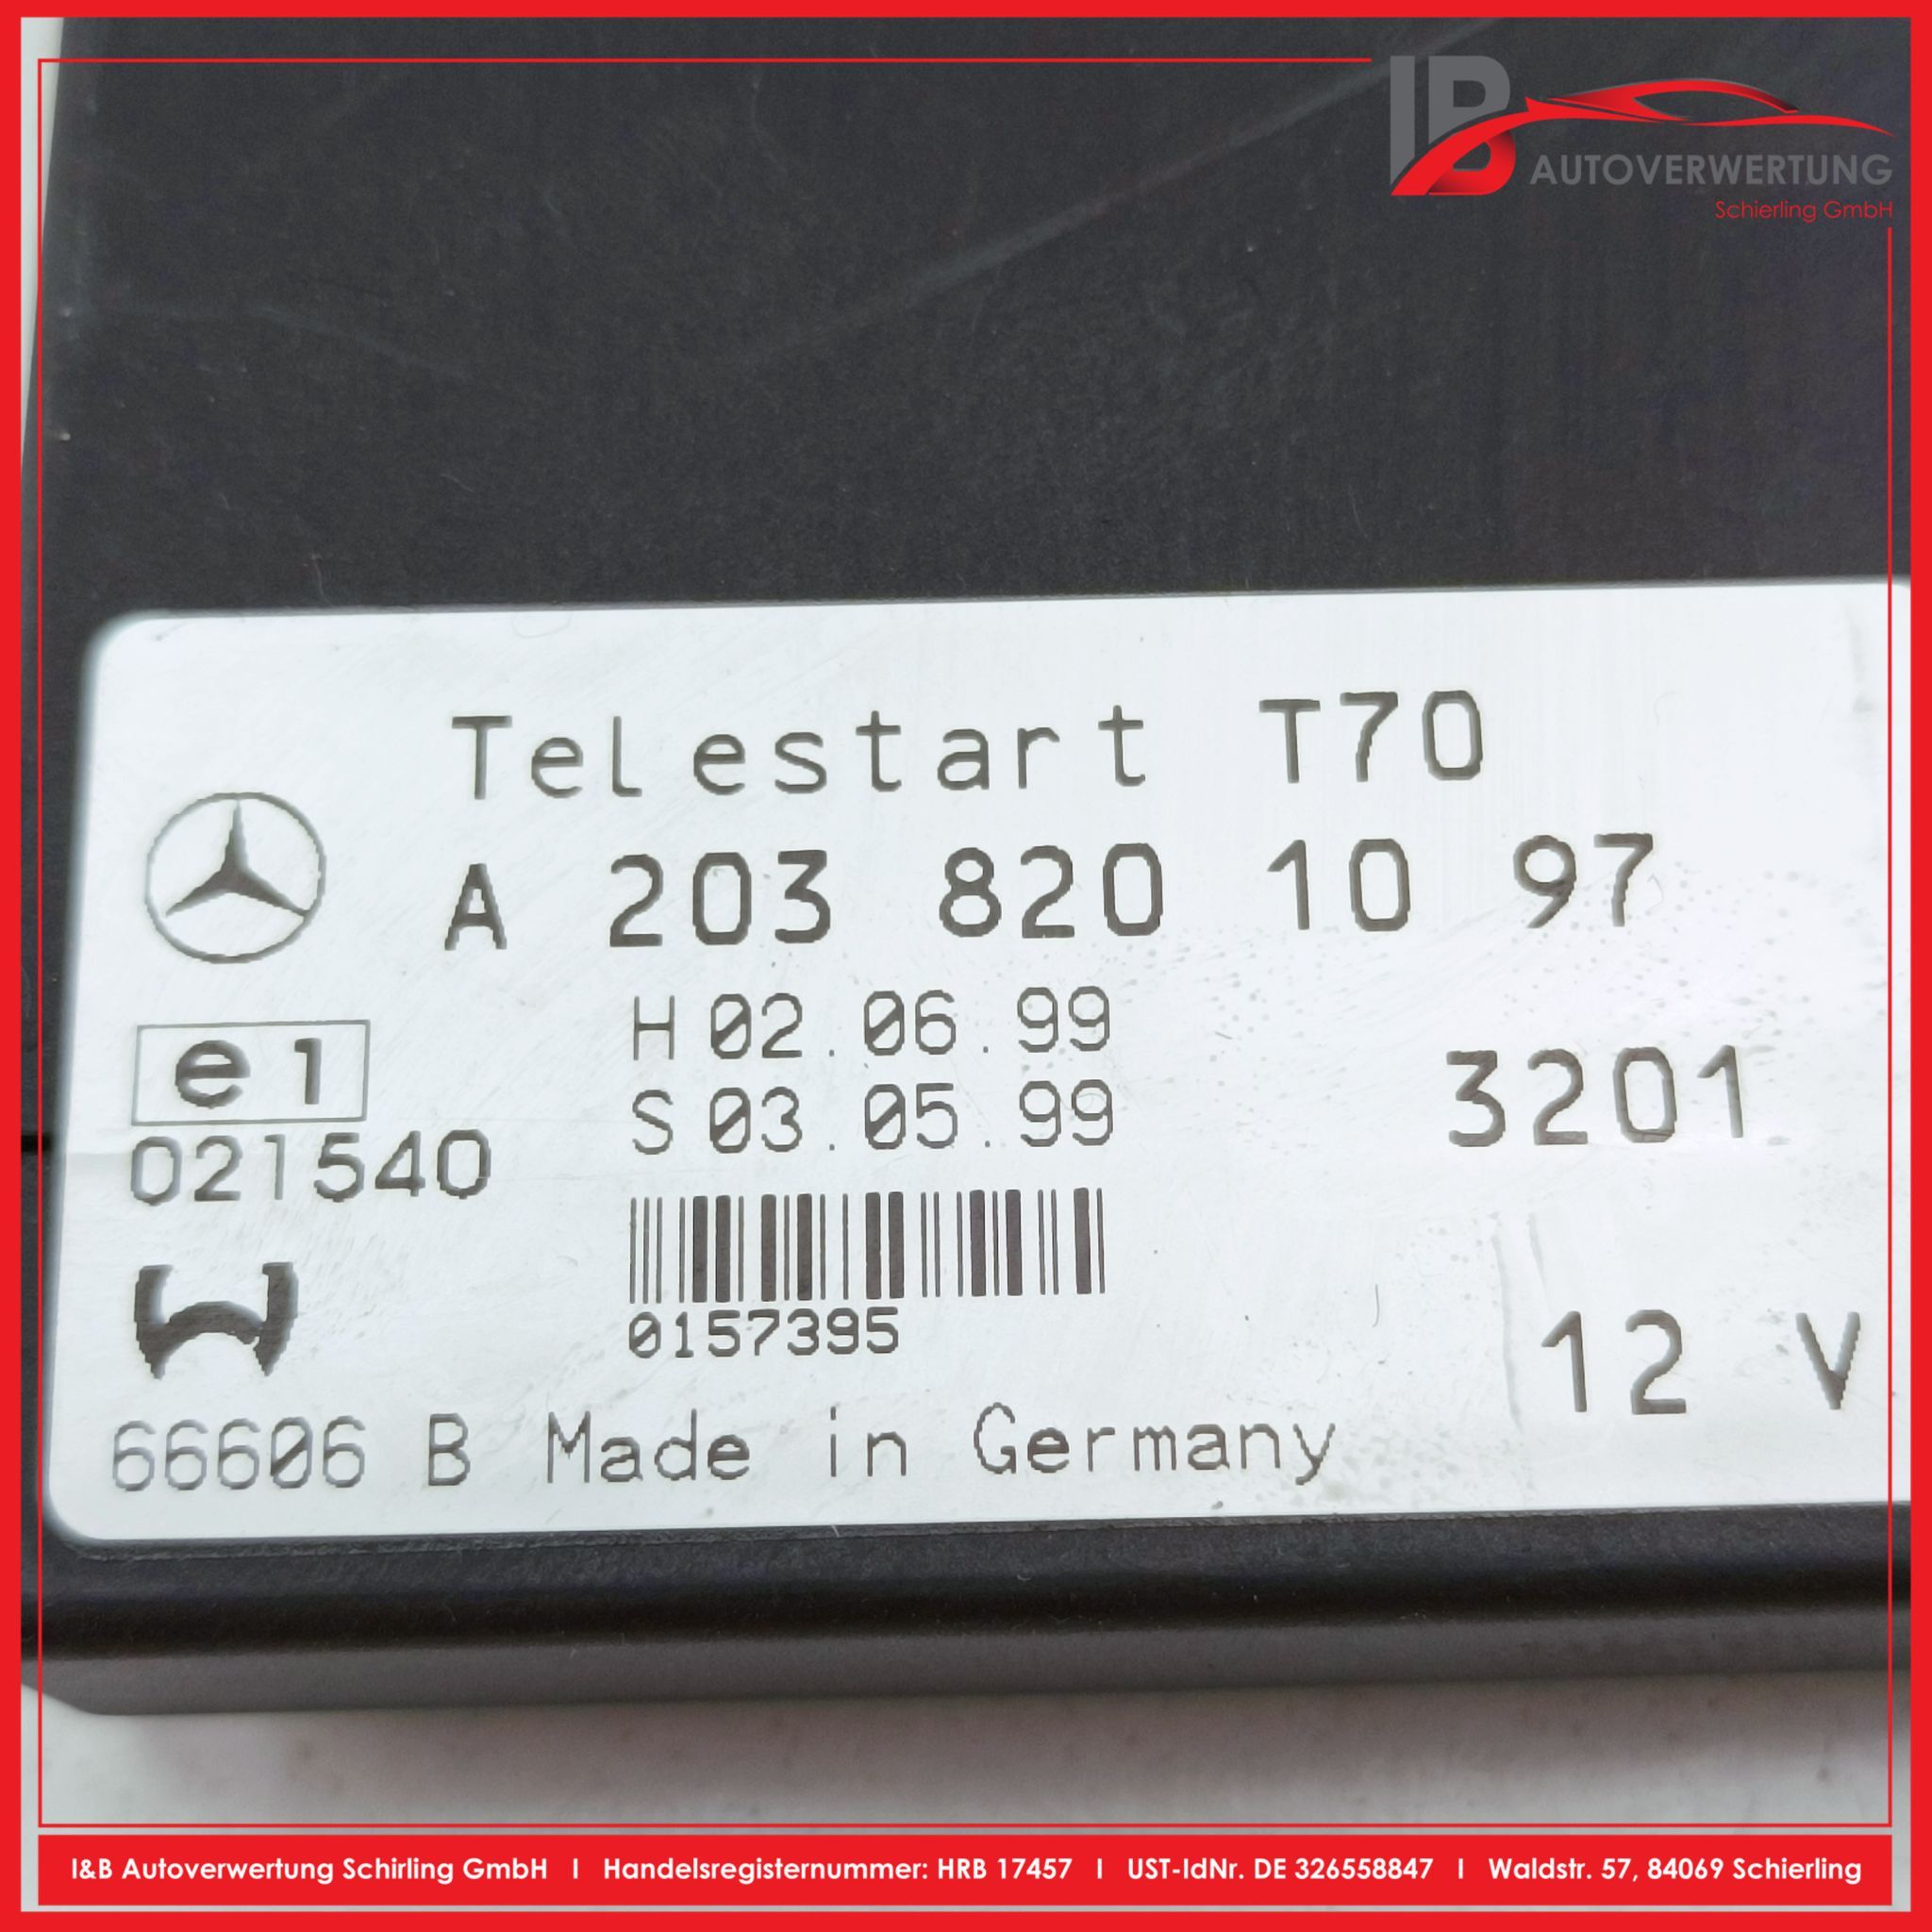 IB
AUTOVERWERTUNG
Schierling GmbH
Telestart T70
A 203 820 10 97
H 02.06.99
S 03.05.99
3201
e1
021540
0157395
12 V
66606 B Made in Germany
I&B Autoverwertung Schirling GmbH I Handelsregisternummer: HRB 17457 I UST-IdNr. DE 326558847 I Waldstr. 57, 84069 Schierling